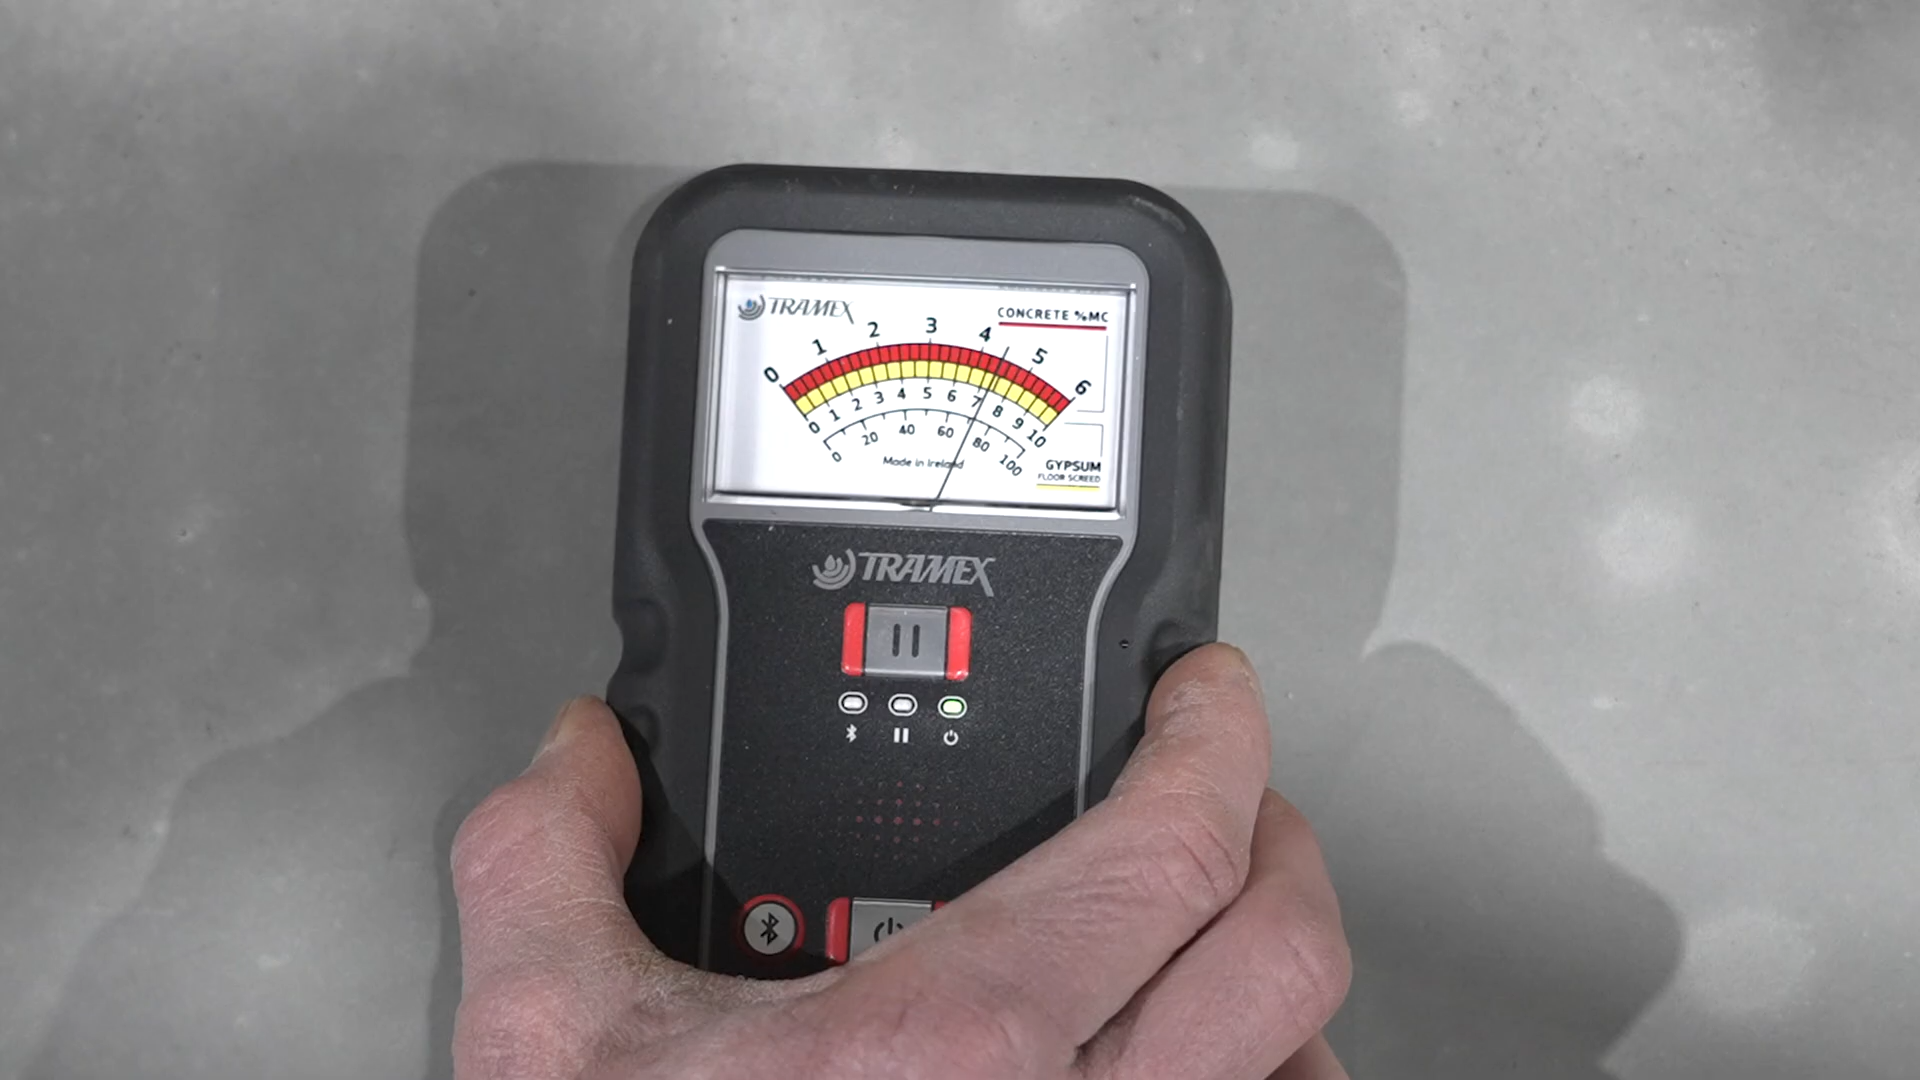 TRAMEX
CONCRETE %MC
0 1 2 3 4 5 6
0 1 2 3 4 5 6 7 8 9 10
0 20 40 60 80 100
Made in Ireland
GYPSUM
FLOOR SCREED
TRAMEX